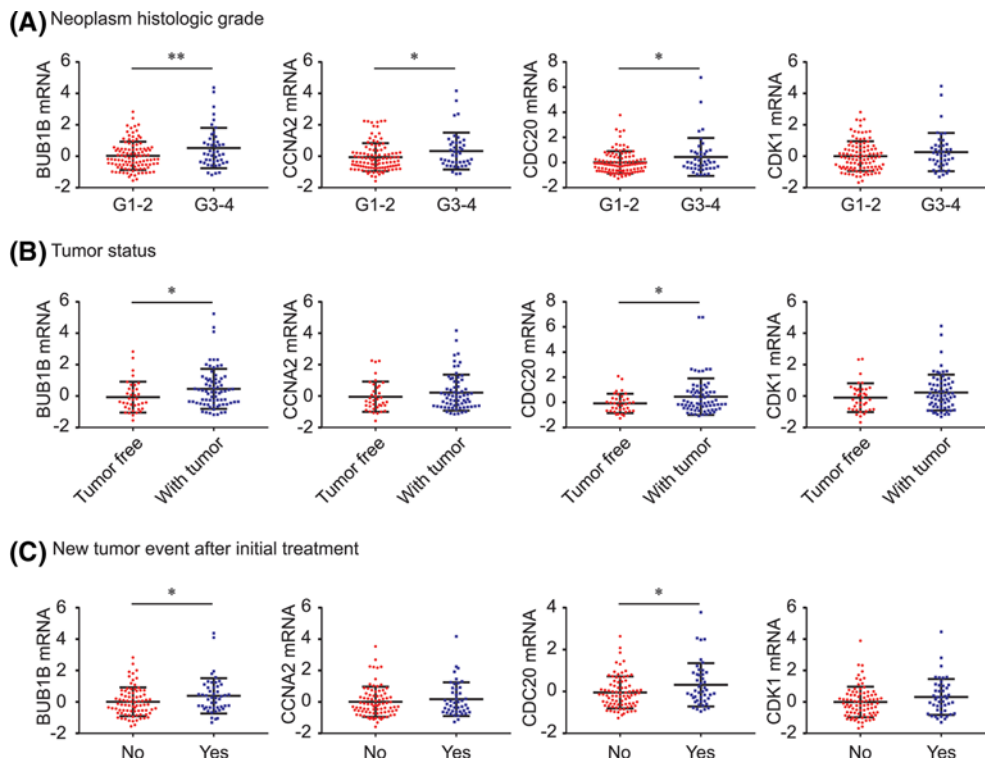 (A) Neoplasm histologic grade
** * *
BUB1B mRNA CCNA2 mRNA CDC20 mRNA CDK1 mRNA
6 6 8 6
4 4 6 4
2 2 4 2
0 0 2 0
-2 -2 0 -2
-2
G1-2 G3-4 G1-2 G3-4 G1-2 G3-4 G1-2 G3-4
(B) Tumor status
* *
BUB1B mRNA CCNA2 mRNA CDC20 mRNA CDK1 mRNA
6 6 8 6
4 4 6 4
2 2 4 2
0 0 2 0
-2 -2 0 -2
-2
Tumor free With tumor Tumor free With tumor Tumor free With tumor Tumor free With tumor
(C) New tumor event after initial treatment
* *
BUB1B mRNA CCNA2 mRNA CDC20 mRNA CDK1 mRNA
6 6 4 6
4 4 2 4
2 2 0 2
0 0 -2 0
-2 -2 -2
No Yes No Yes No Yes No Yes